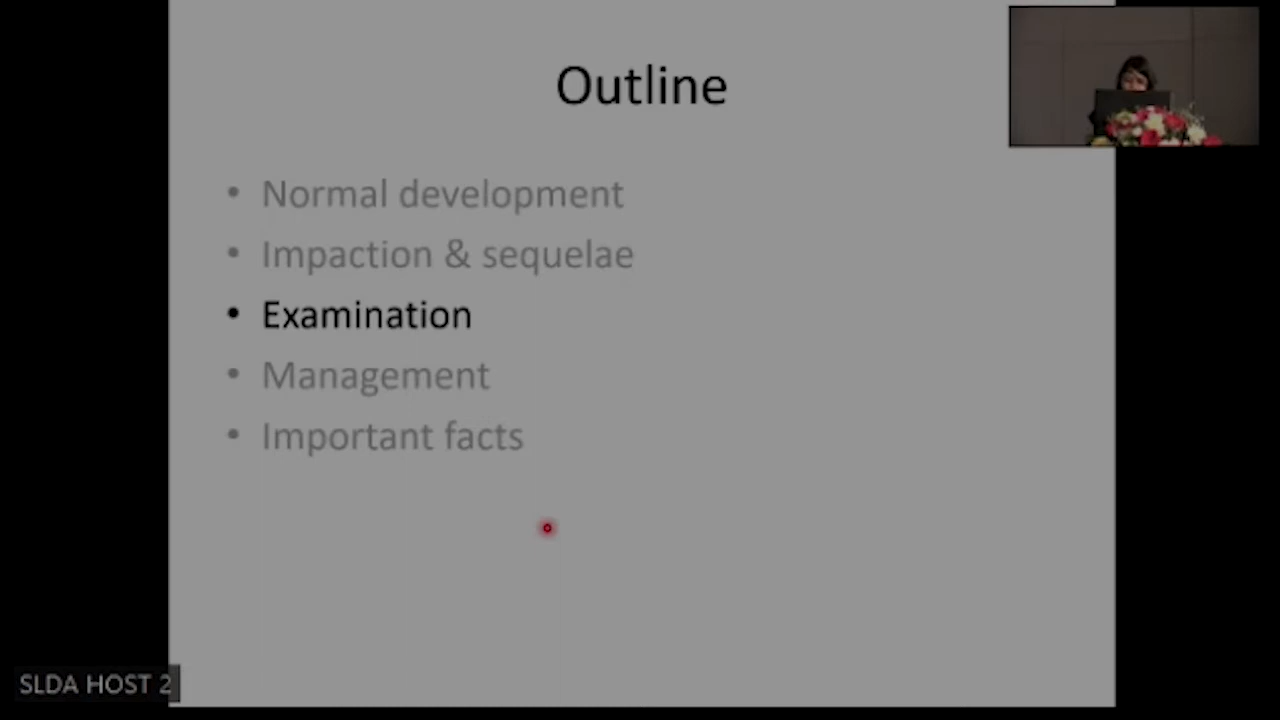 Outline
• Normal development
• Impaction & sequelae
• Examination
• Management
• Important facts
SLDA HOST 2